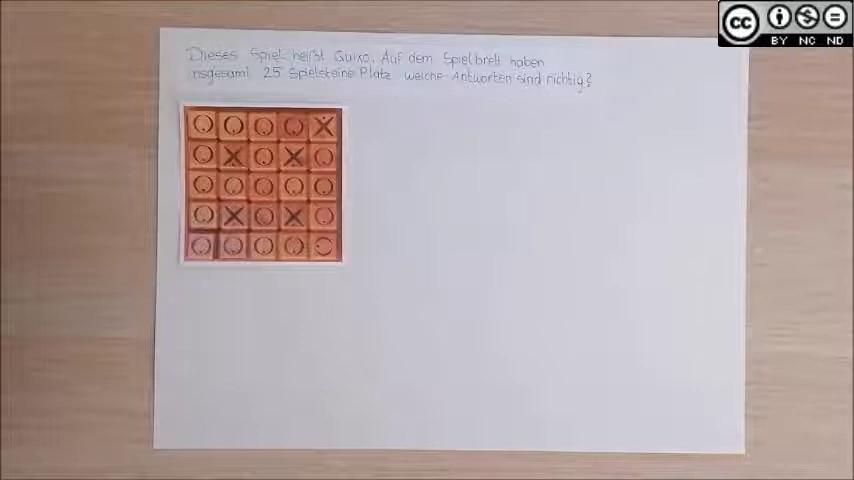 Dieses Spiel heißt Quixo. Auf dem Spielbrett haben
insgesamt 25 Spielsteine Platz. welche Antworten sind richtig?
O O O O X
O X O X O
O O O O O
O X O X O
O O O O O
CC BY NC ND